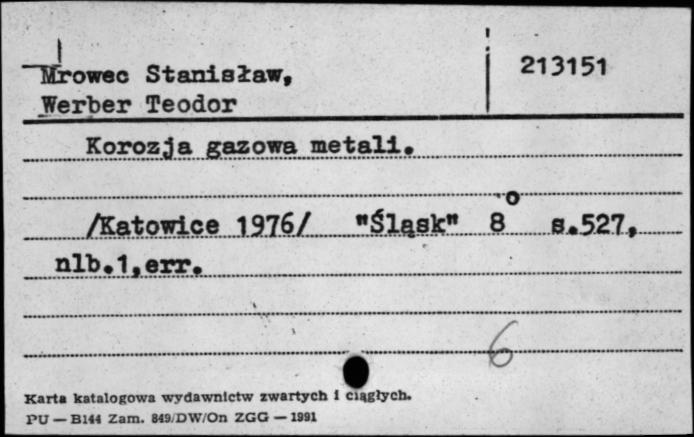 Mrowec Stanisław, 213151
Werber Teodor
Korozja gazowa metali.
/Katowice 1976/ "Śląsk" 8° s.527,
nlb.1,err.
6
Karta katalogowa wydawnictw zwartych i ciągłych.
PU — B144 Zam. 849/DW/On ZGG — 1991